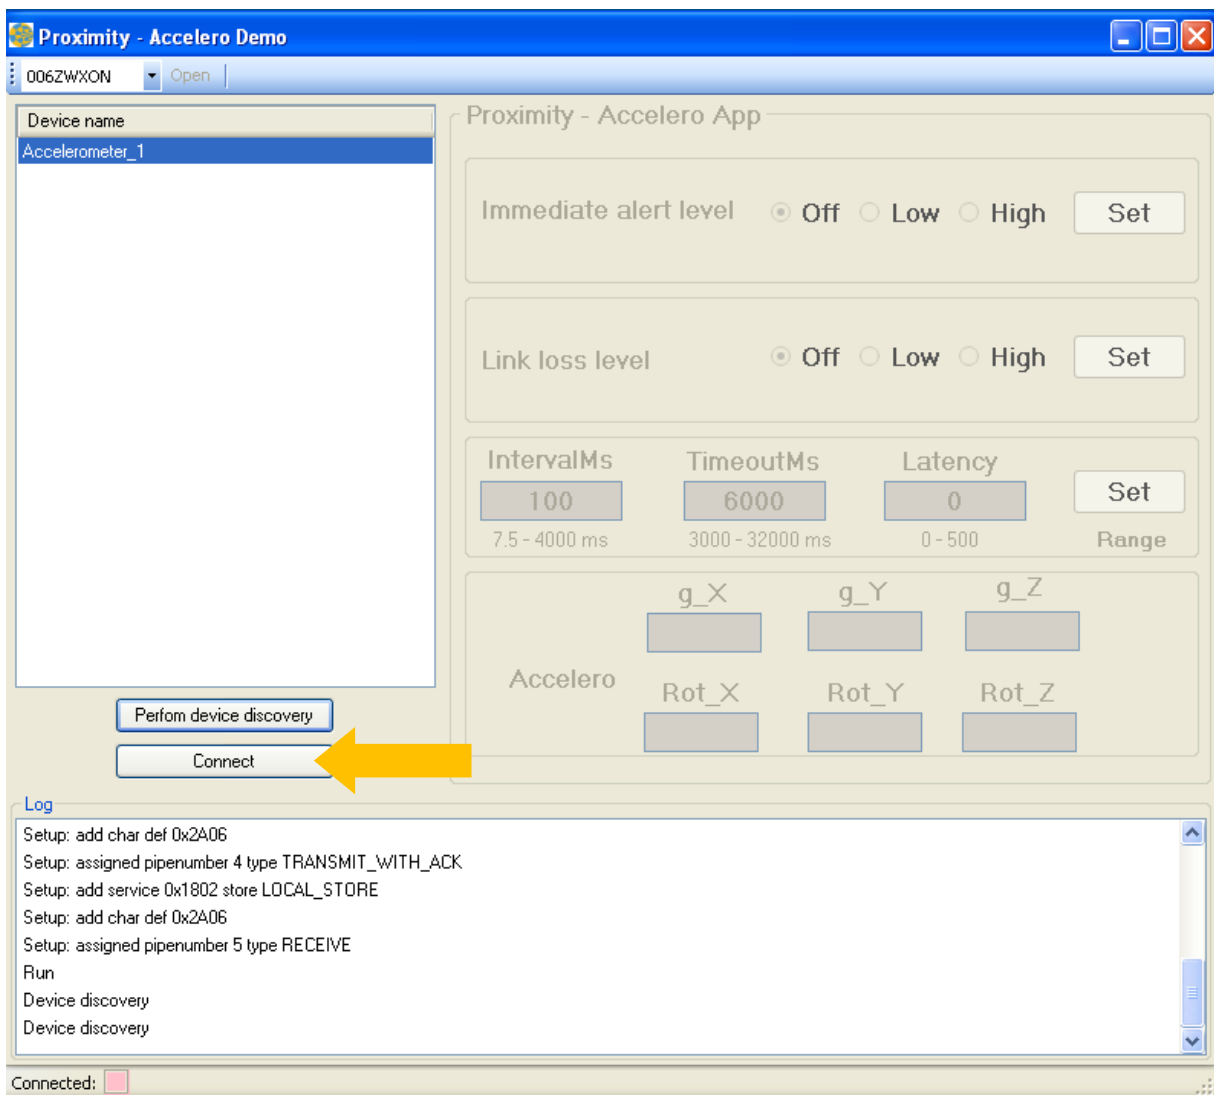 Proximity - Accelero Demo
006ZWXON Open
Device name
Accelerometer_1
Perfom device discovery
Connect
Proximity - Accelero App
Immediate alert level Off Low High Set
Link loss level Off Low High Set
IntervalMs TimeoutMs Latency
100 6000 0 Set
7.5 - 4000 ms 3000 - 32000 ms 0 - 500 Range
g_X g_Y g_Z
Accelero
Rot_X Rot_Y Rot_Z
Log
Setup: add char def 0x2A06
Setup: assigned pipenumber 4 type TRANSMIT_WITH_ACK
Setup: add service 0x1802 store LOCAL_STORE
Setup: add char def 0x2A06
Setup: assigned pipenumber 5 type RECEIVE
Run
Device discovery
Device discovery
Connected: